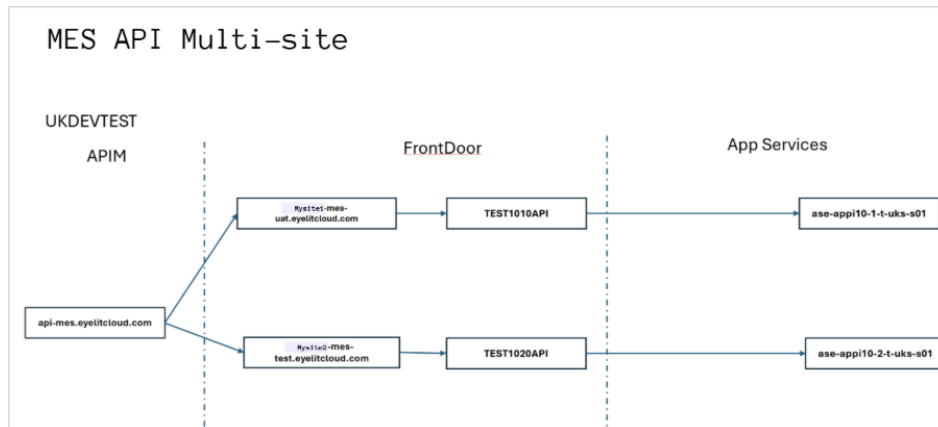 MES API Multi-site
UKDEVTEST
APIM
FrontDoor
App Services
Mysite1-mes-
uat.eyelitcloud.com
TEST1010API
ase-appi10-1-t-uks-s01
api-mes.eyelitcloud.com
Mysite2-mes-
test.eyelitcloud.com
TEST1020API
ase-appi10-2-t-uks-s01